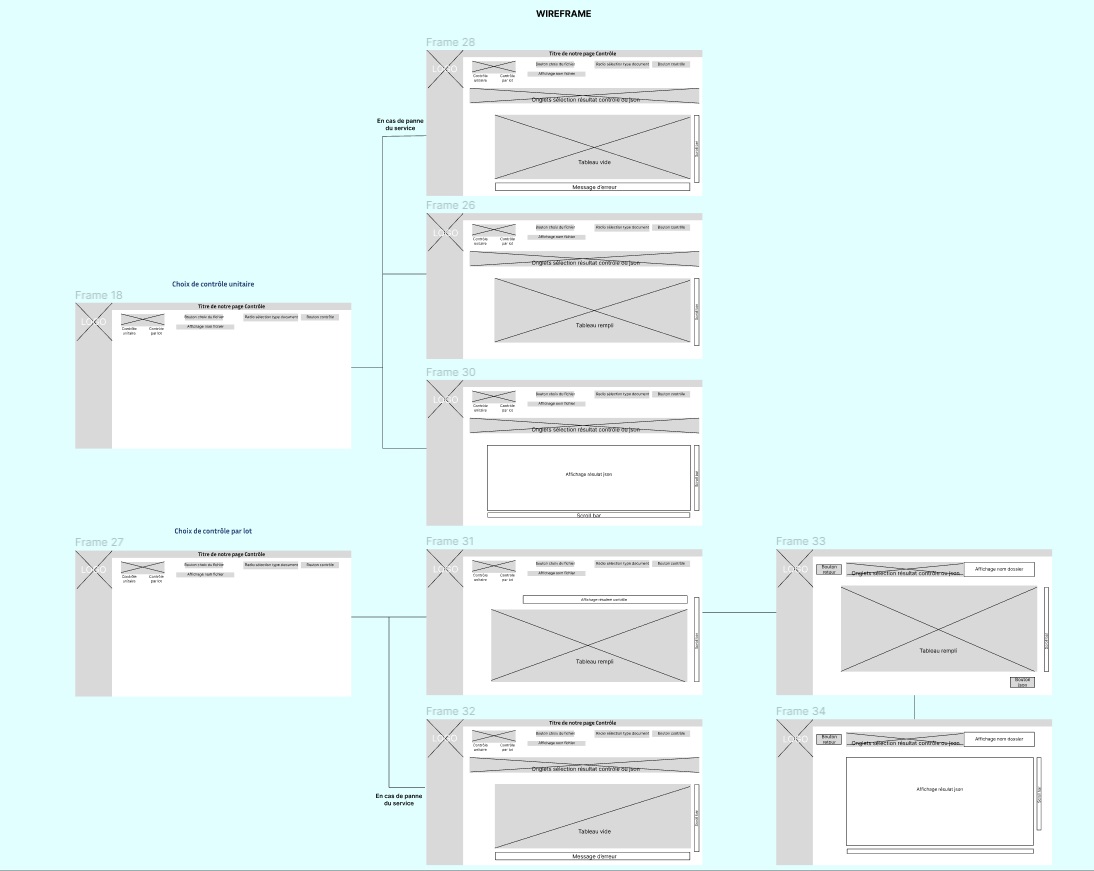 WIREFRAME
Frame 28
Titre de notre page Contrôle
LOGO
Bouton choix du fichier
Radio sélection type document
Bouton contrôle
Affichage nom fichier
Contrôle
unitaire
Contrôle
par lot
Onglets sélection résultat contrôle ou json
En cas de panne
du service
Tableau vide
Scroll bar
Message d'erreur
Frame 26
LOGO
Bouton choix du fichier
Radio sélection type document
Bouton contrôle
Affichage nom fichier
Contrôle
unitaire
Contrôle
par lot
Onglets sélection résultat contrôle ou json
Tableau rempli
Scroll bar
Choix de contrôle unitaire
Frame 18
Titre de notre page Contrôle
LOGO
Bouton choix du fichier
Radio sélection type document
Bouton contrôle
Affichage nom fichier
Contrôle
unitaire
Contrôle
par lot
Frame 30
LOGO
Bouton choix du fichier
Radio sélection type document
Bouton contrôle
Affichage nom fichier
Contrôle
unitaire
Contrôle
par lot
Onglets sélection résultat contrôle ou json
Affichage résulat json
Scroll bar
Scroll bar
Choix de contrôle par lot
Frame 27
Titre de notre page Contrôle
LOGO
Bouton choix du fichier
Radio sélection type document
Bouton contrôle
Affichage nom fichier
Contrôle
unitaire
Contrôle
par lot
Frame 31
LOGO
Bouton choix du fichier
Radio sélection type document
Bouton contrôle
Affichage nom fichier
Contrôle
unitaire
Contrôle
par lot
Affichage contrôle
Tableau rempli
Scroll bar
Frame 33
LOGO
Bouton
retour
Onglets sélection résultat contrôle ou json
Affichage nom dossier
Tableau rempli
Scroll bar
Bouton
json
Frame 32
Titre de notre page Contrôle
LOGO
Bouton choix du fichier
Radio sélection type document
Bouton contrôle
Affichage nom fichier
Contrôle
unitaire
Contrôle
par lot
Onglets sélection résultat contrôle ou json
En cas de panne
du service
Tableau vide
Scroll bar
Message d'erreur
Frame 34
LOGO
Bouton
retour
Onglets sélection résultat contrôle ou json
Affichage nom dossier
Affichage résulat json
Scroll bar